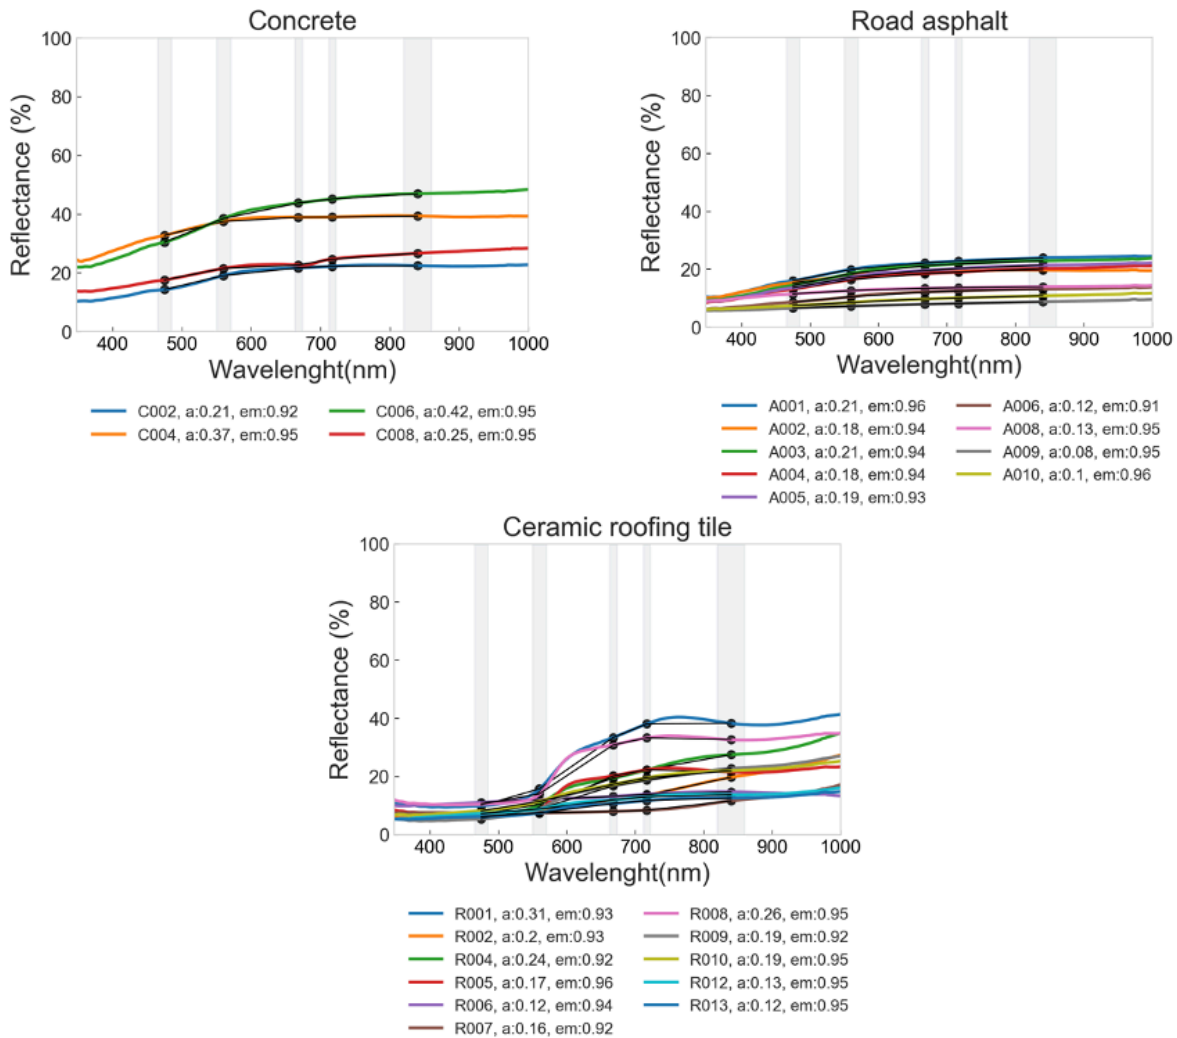 Concrete
100
80
60
40
20
0
Reflectance (%)
400 500 600 700 800 900 1000
Wavelenght(nm)
C002, a:0.21, em:0.92 C006, a:0.42, em:0.95
C004, a:0.37, em:0.95 C008, a:0.25, em:0.95
Road asphalt
100
80
60
40
20
0
Reflectance (%)
400 500 600 700 800 900 1000
Wavelenght(nm)
A001, a:0.21, em:0.96 A006, a:0.12, em:0.91
A002, a:0.18, em:0.94 A008, a:0.13, em:0.95
A003, a:0.21, em:0.94 A009, a:0.08, em:0.95
A004, a:0.18, em:0.94 A010, a:0.1, em:0.96
A005, a:0.19, em:0.93
Ceramic roofing tile
100
80
60
40
20
0
Reflectance (%)
400 500 600 700 800 900 1000
Wavelenght(nm)
R001, a:0.31, em:0.93 R008, a:0.26, em:0.95
R002, a:0.2, em:0.93 R009, a:0.19, em:0.92
R004, a:0.24, em:0.92 R010, a:0.19, em:0.95
R005, a:0.17, em:0.96 R012, a:0.13, em:0.95
R006, a:0.12, em:0.94 R013, a:0.12, em:0.95
R007, a:0.16, em:0.92